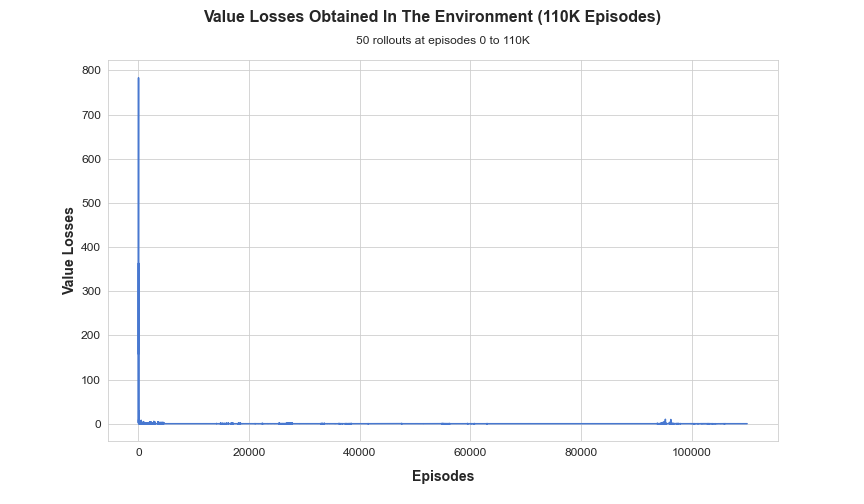 Value Losses Obtained In The Environment (110K Episodes)
50 rollouts at episodes 0 to 110K
800
700
600
500
400
300
200
100
0
Value Losses
0 20000 40000 60000 80000 100000
Episodes